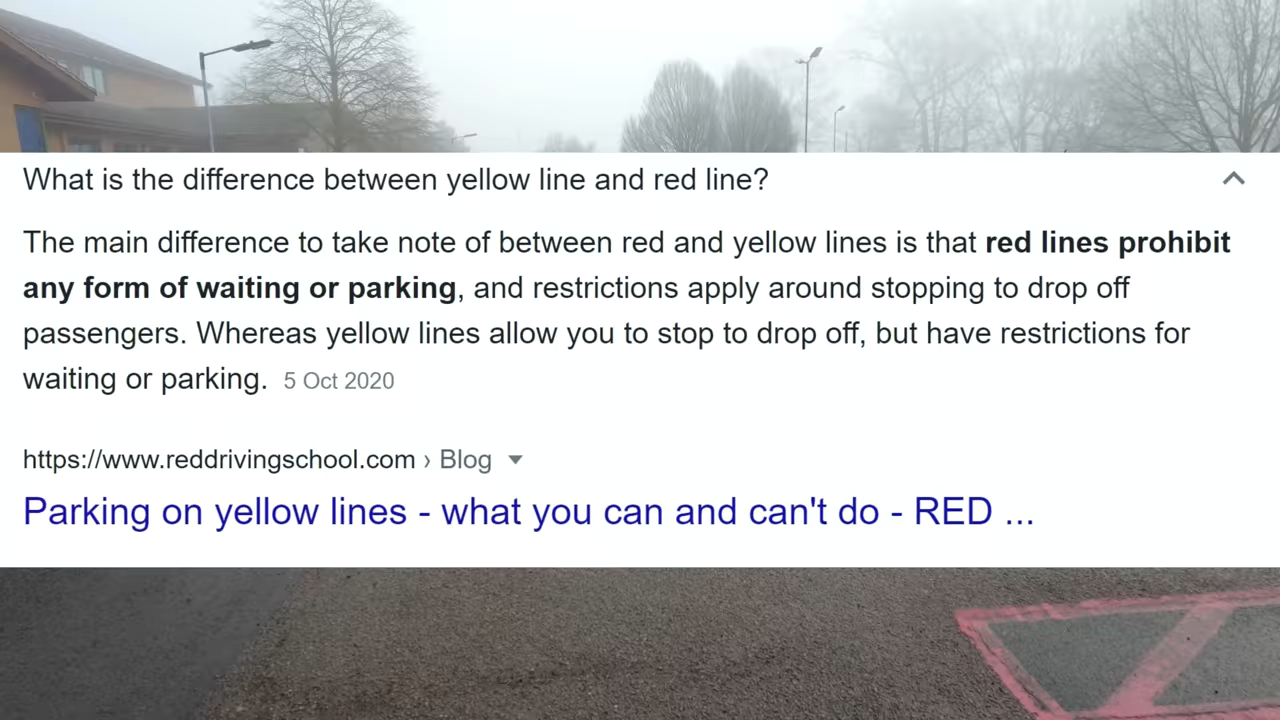 What is the difference between yellow line and red line?
The main difference to take note of between red and yellow lines is that red lines prohibit
any form of waiting or parking, and restrictions apply around stopping to drop off
passengers. Whereas yellow lines allow you to stop to drop off, but have restrictions for
waiting or parking. 5 Oct 2020
https://www.reddrivingschool.com › Blog
Parking on yellow lines - what you can and can't do - RED ...